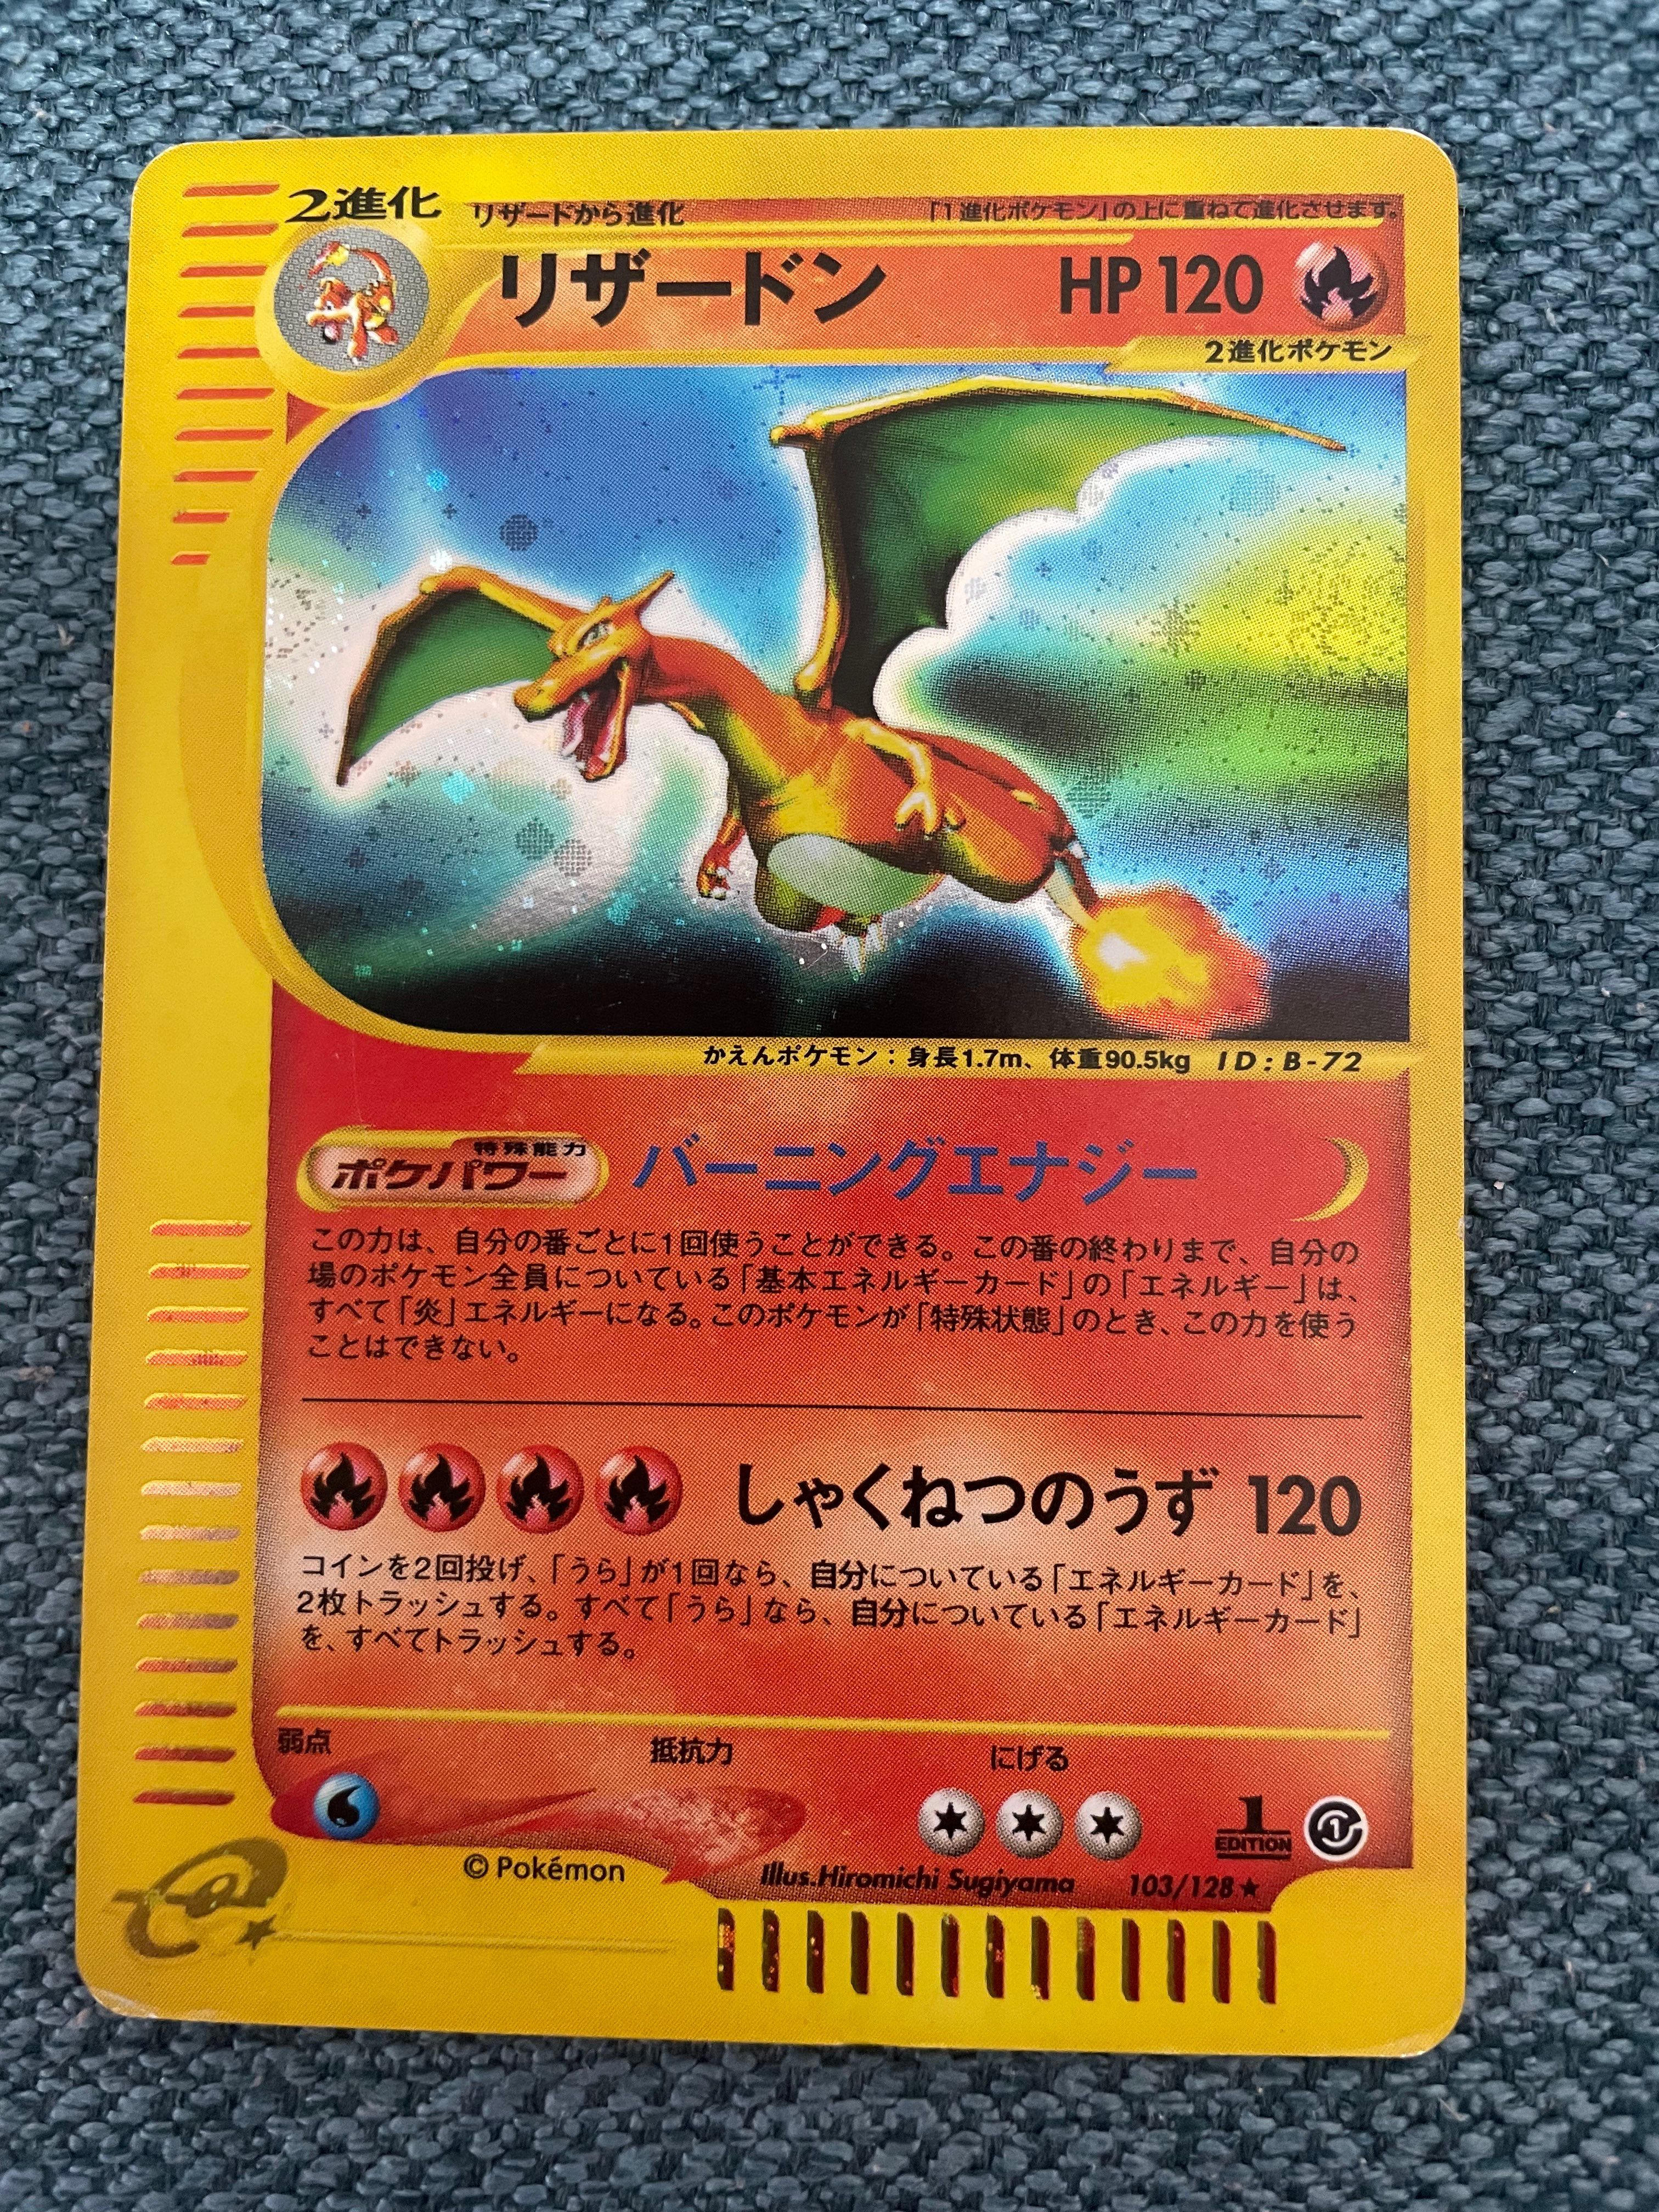 2進化 リザードから進化 「1進化ポケモン」の上に重ねて進化させます。
リザードン HP 120
2進化ポケモン
かえんポケモン：身長1.7m、体重90.5kg ID:B-72
特殊能力
ポケパワー バーニングエナジー
この力は、自分の番ごとに1回使うことができる。この番の終わりまで、自分の
場のポケモン全員についている「基本エネルギーカード」の「エネルギー」は、
すべて「炎」エネルギーになる。このポケモンが「特殊状態」のとき、この力を使う
ことはできない。
しゃくねつのうず 120
コインを2回投げ、「うら」が1回なら、自分についている「エネルギーカード」を、
2枚トラッシュする。すべて「うら」なら、自分についている「エネルギーカード」
を、すべてトラッシュする。
弱点 抵抗力 にげる
1
EDITION
© Pokémon Illus.Hiromichi Sugiyama 103/128★